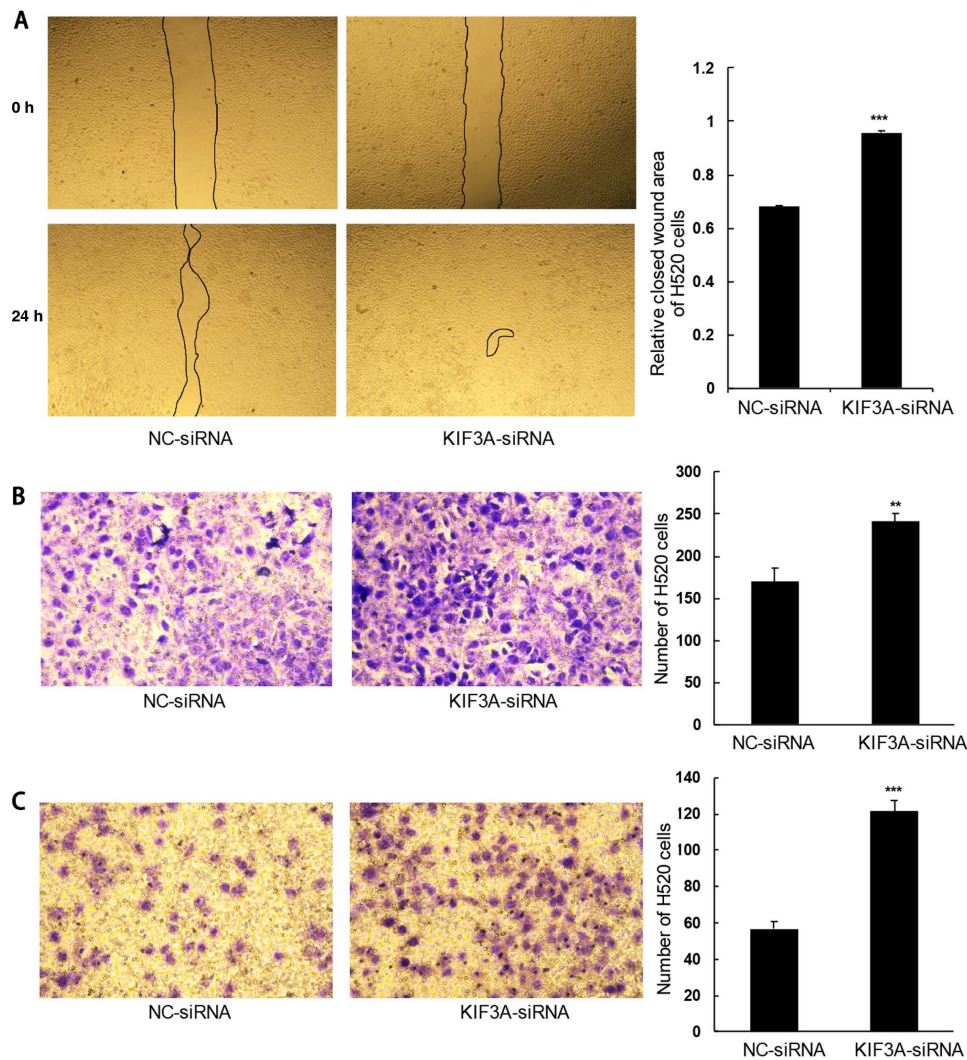 A
0 h
24 h
NC-siRNA
KIF3A-siRNA
Relative closed wound area
of H520 cells
1.2
1
0.8
0.6
0.4
0.2
0
***
NC-siRNA
KIF3A-siRNA
B
NC-siRNA
KIF3A-siRNA
Number of H520 cells
300
250
200
150
100
50
0
**
NC-siRNA
KIF3A-siRNA
C
NC-siRNA
KIF3A-siRNA
Number of H520 cells
140
120
100
80
60
40
20
0
***
NC-siRNA
KIF3A-siRNA